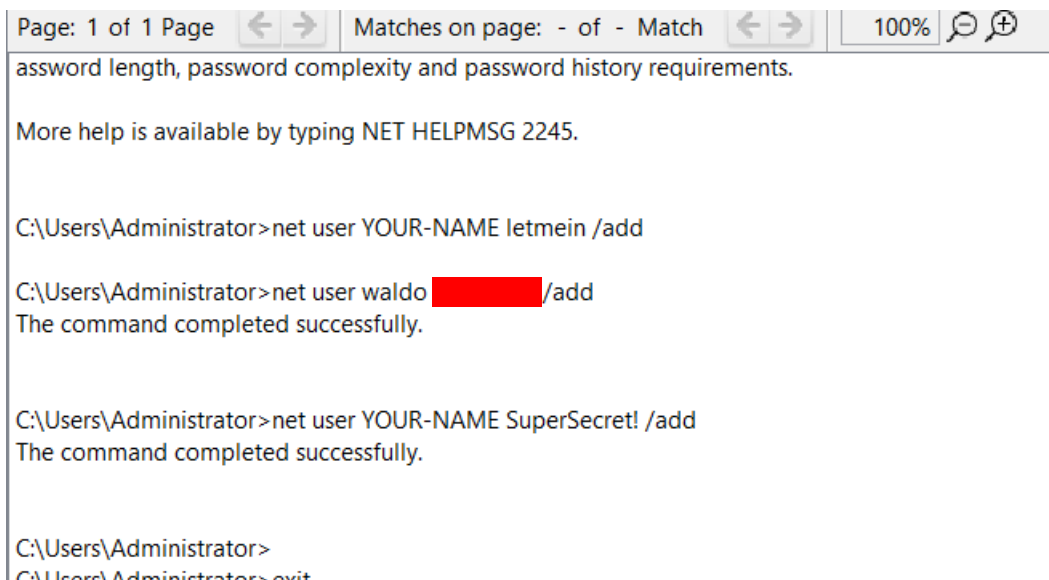 Page: 1 of 1 Page Matches on page: - of - Match 100%
assword length, password complexity and password history requirements.
More help is available by typing NET HELPMSG 2245.
C:\Users\Administrator>net user YOUR-NAME letmein /add
C:\Users\Administrator>net user waldo /add
The command completed successfully.
C:\Users\Administrator>net user YOUR-NAME SuperSecret! /add
The command completed successfully.
C:\Users\Administrator>
C:\Users\Administrator>exit